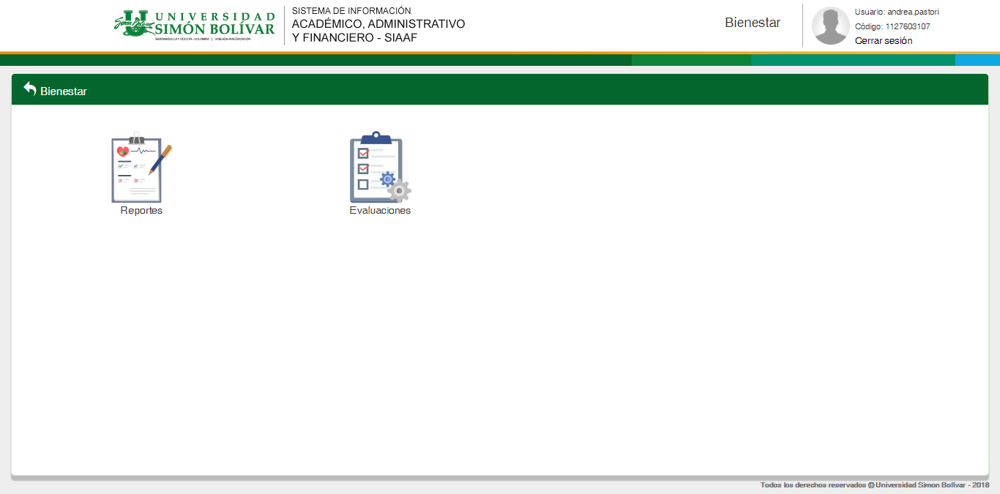 UNIVERSIDAD
SIMÓN BOLÍVAR
BARRANQUILLA Y CÚCUTA - COLOMBIA | VIGILADA MINEDUCACIÓN
SISTEMA DE INFORMACIÓN
ACADÉMICO, ADMINISTRATIVO
Y FINANCIERO - SIAAF
Bienestar
Usuario: andrea.pastori
Código: 1127603107
Cerrar sesión
Bienestar
Reportes
Evaluaciones
Todos los derechos reservados @Universidad Simon Bolívar - 2018